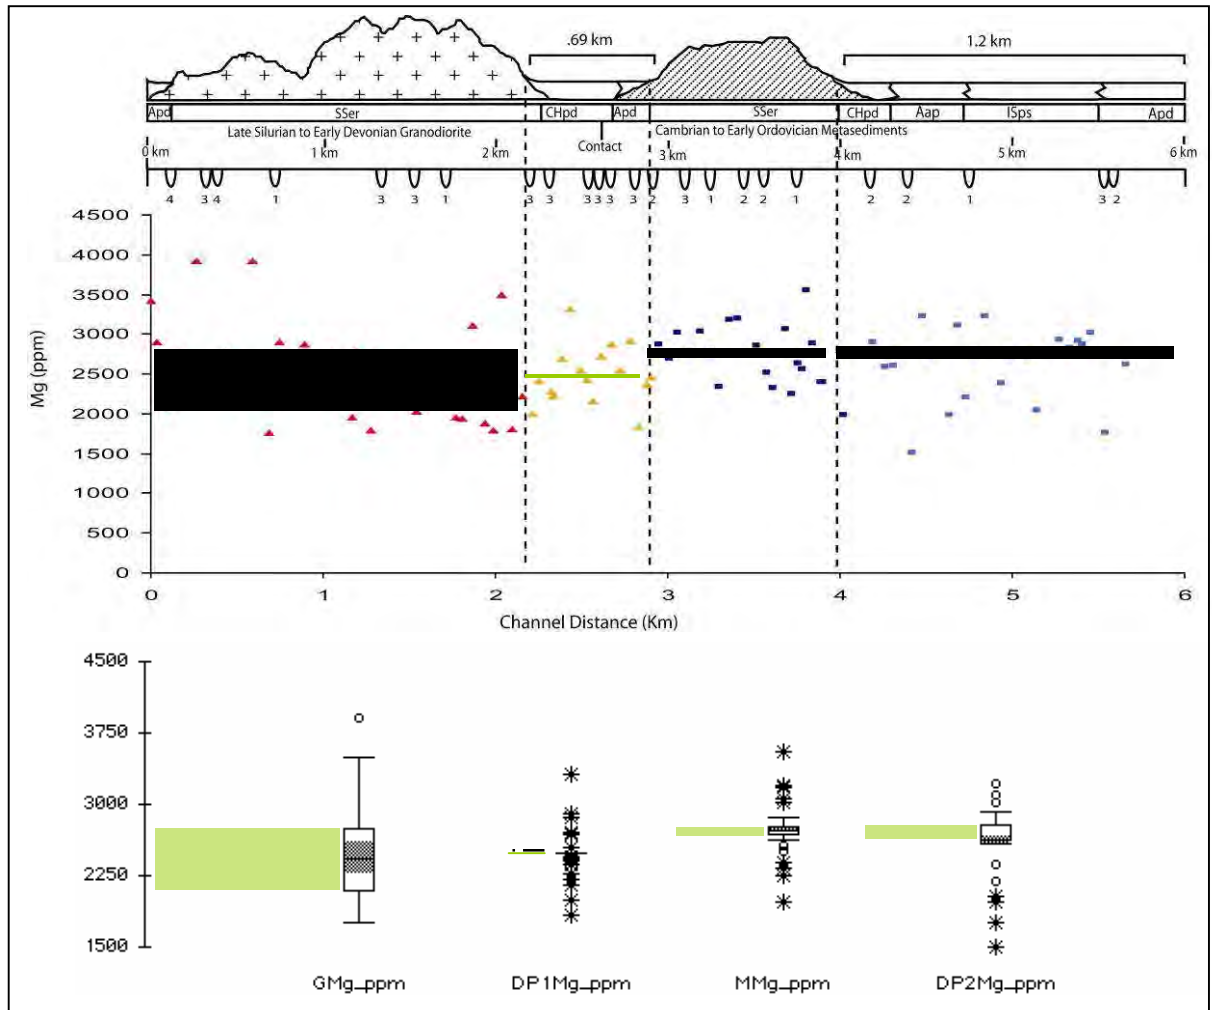 .69 km 1.2 km
Apd SSer CHpd Apd SSer CHpd Aap ISps Apd
Late Silurian to Early Devonian Granodiorite Cambrian to Early Ordovician Metasediments
Contact
0 km 1 km 2 km 3 km 4 km 5 km 6 km
4 3 4 1 3 3 1 3 3 3 3 3 3 2 3 1 2 2 1 2 2 1 3 2
4500
4000
3500
3000
2500
2000
1500
1000
500
0
Mg (ppm)
0 1 2 3 4 5 6
Channel Distance (Km)
4500
3750
3000
2250
1500
GMg_ppm DP1Mg_ppm MMg_ppm DP2Mg_ppm